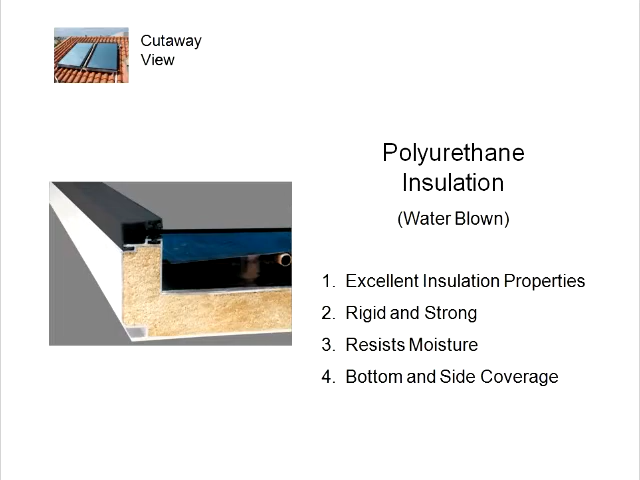 Cutaway
View
Polyurethane
Insulation
(Water Blown)
1. Excellent Insulation Properties
2. Rigid and Strong
3. Resists Moisture
4. Bottom and Side Coverage